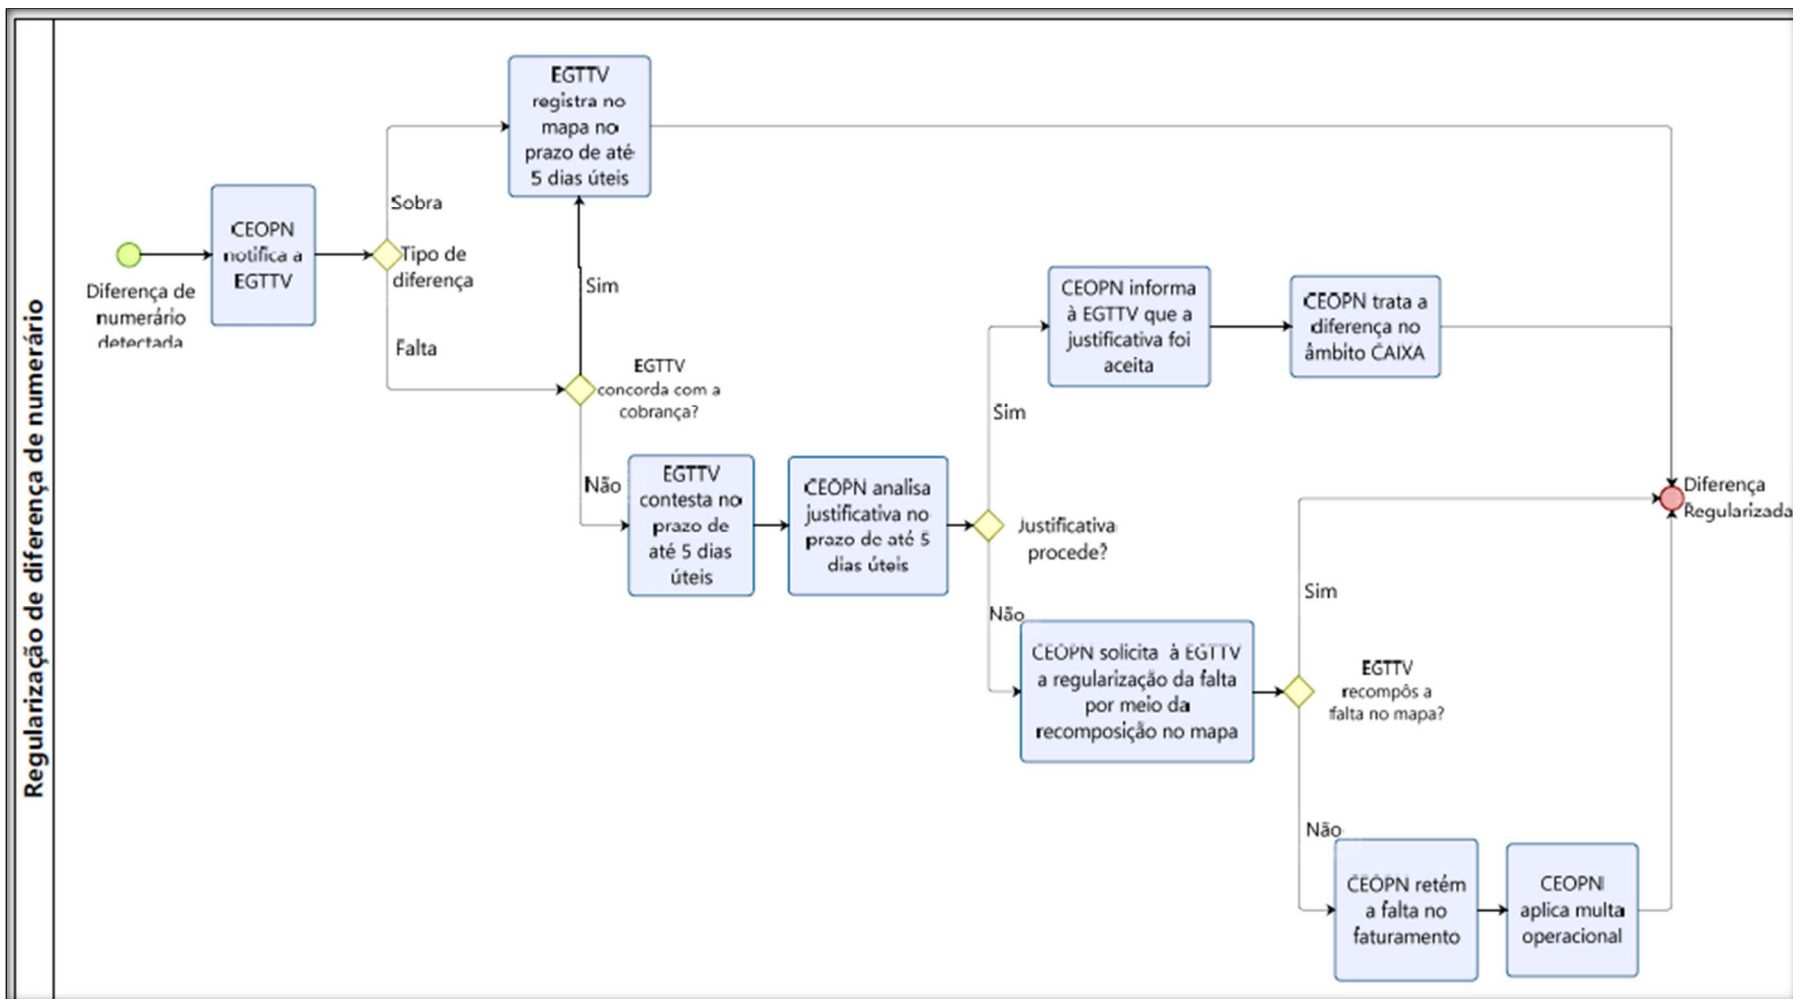 Regularização de diferença de numerário
Diferença de
numerário
detectada
CEOPN
notifica a
EGTTV
Tipo de
diferença
Sobra
Falta
EGTTV
registra no
mapa no
prazo de até
5 dias úteis
Sim
EGTTV
concorda com a
cobrança?
Não
EGTTV
contesta no
prazo de
até 5 dias
úteis
CEOPN analisa
justificativa no
prazo de até 5
dias úteis
Justificativa
procede?
Sim
CEOPN informa
à EGTTV que a
justificativa foi
aceita
CEOPN trata a
diferença no
âmbito CAIXA
Não
CEOPN solicita à EGTTV
a regularização da falta
por meio da
recomposição no mapa
EGTTV
recompôs a
falta no mapa?
Sim
Não
CEOPN retém
a falta no
faturamento
CEOPN
aplica multa
operacional
Diferença
Regularizada